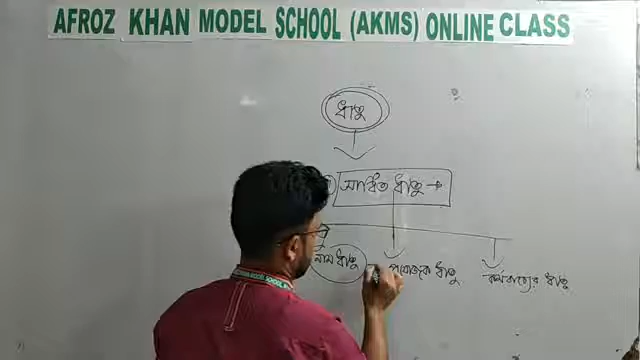 AFROZ KHAN MODEL SCHOOL (AKMS) ONLINE CLASS
ধাতু
সাধিত ধাতু →
নাম ধাতু
প্রযোজক ধাতু
কর্মবাচ্যের ধাতু